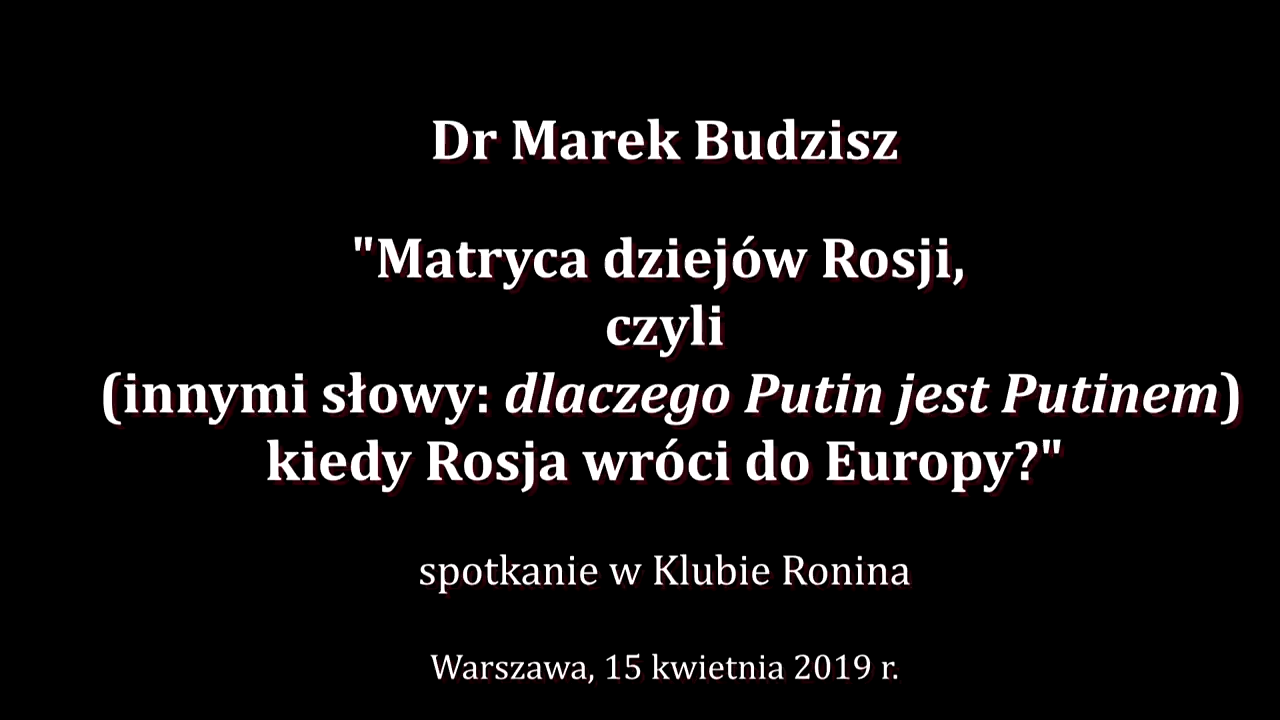 Dr Marek Budzisz
"Matryca dziejów Rosji,
czyli
(innymi słowy: dlaczego Putin jest Putinem)
kiedy Rosja wróci do Europy?"
spotkanie w Klubie Ronina
Warszawa, 15 kwietnia 2019 r.